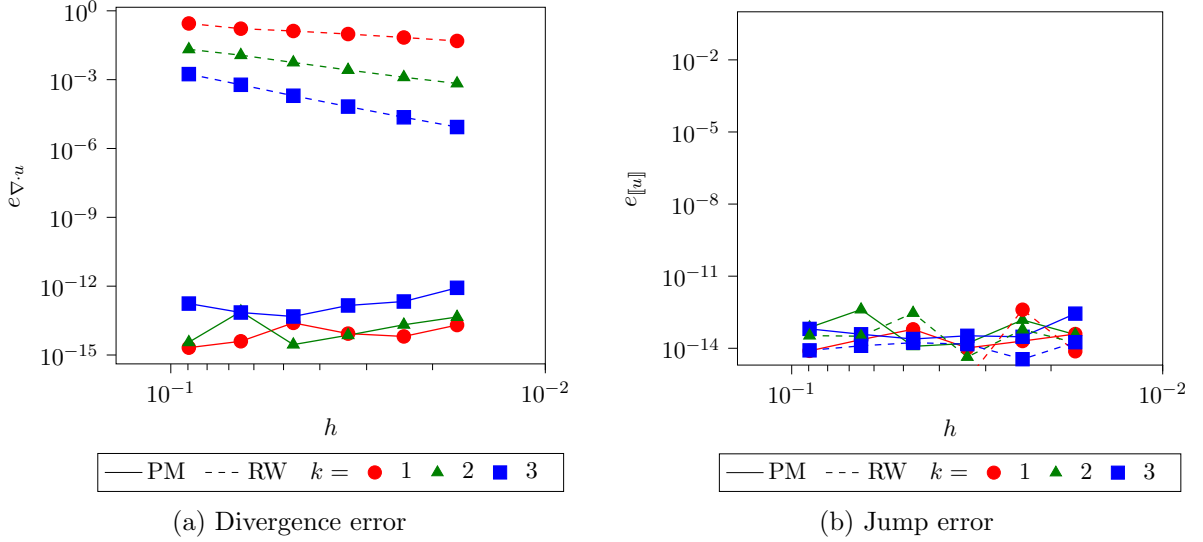 10^0
10^{-3}
10^{-6}
10^{-9}
10^{-12}
10^{-15}
e_{∇·u}
10^{-1}
10^{-2}
h
PM RW k = 1 2 3
(a) Divergence error
10^{-2}
10^{-5}
10^{-8}
10^{-11}
10^{-14}
e_{⟦u⟧}
10^{-1}
10^{-2}
h
PM RW k = 1 2 3
(b) Jump error